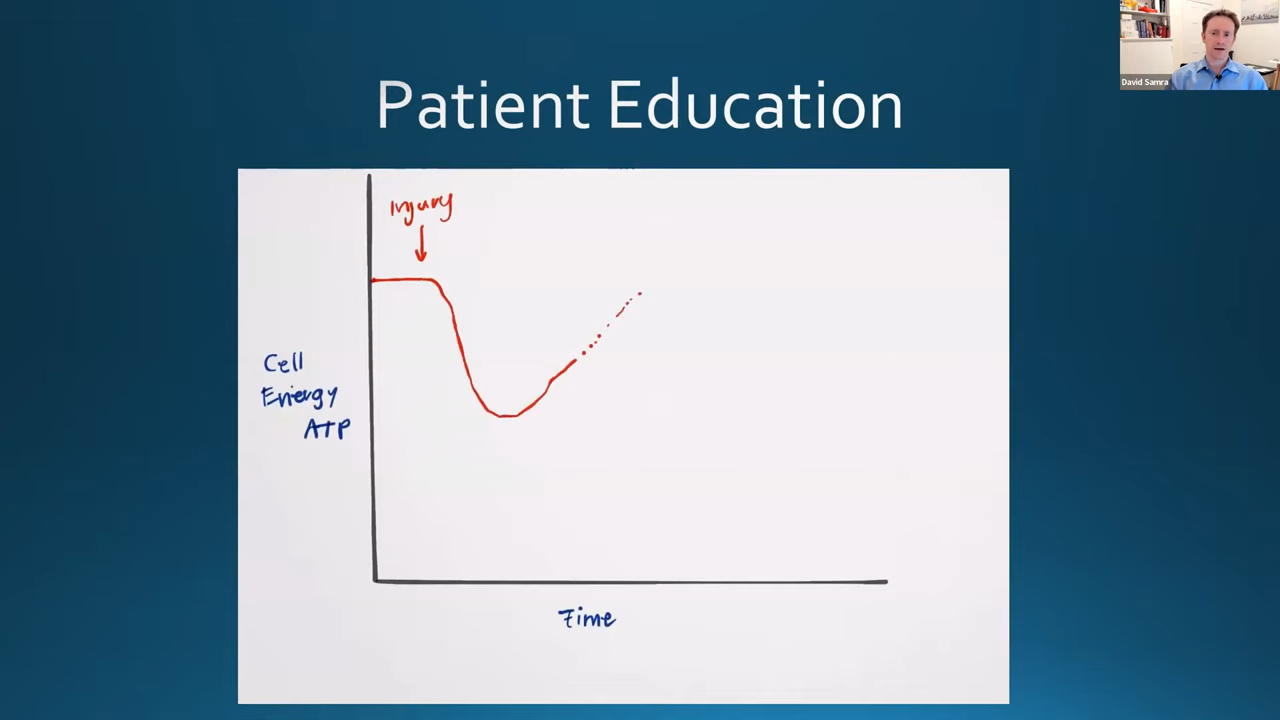 Patient Education
David Samra
Injury
Cell
Energy
ATP
Time